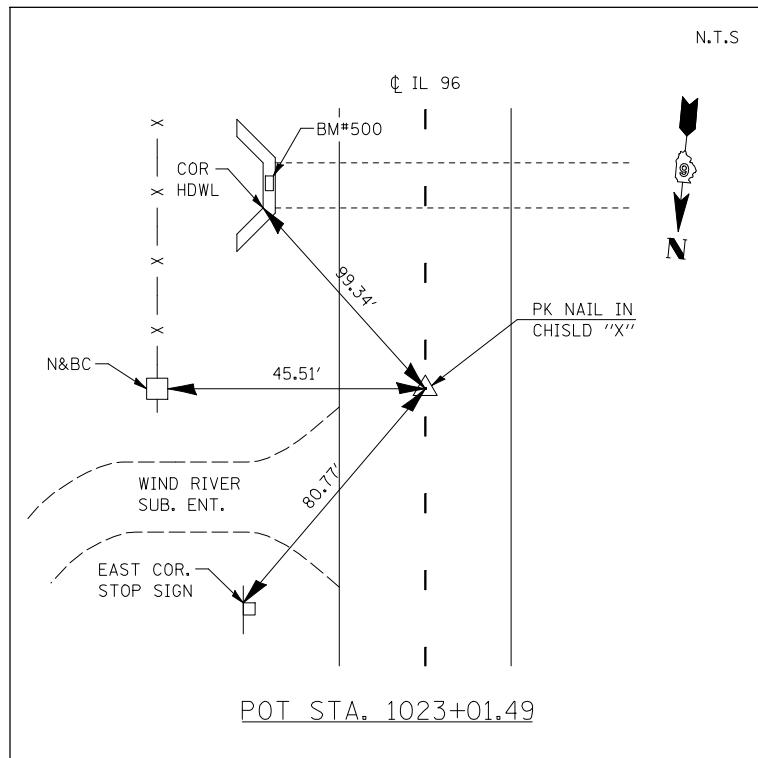 N.T.S
℄ IL 96
BM#500
COR
HDWL
9
N
99.34'
PK NAIL IN
CHISLD "X"
N&BC
45.51'
80.77'
WIND RIVER
SUB. ENT.
EAST COR.
STOP SIGN
POT STA. 1023+01.49